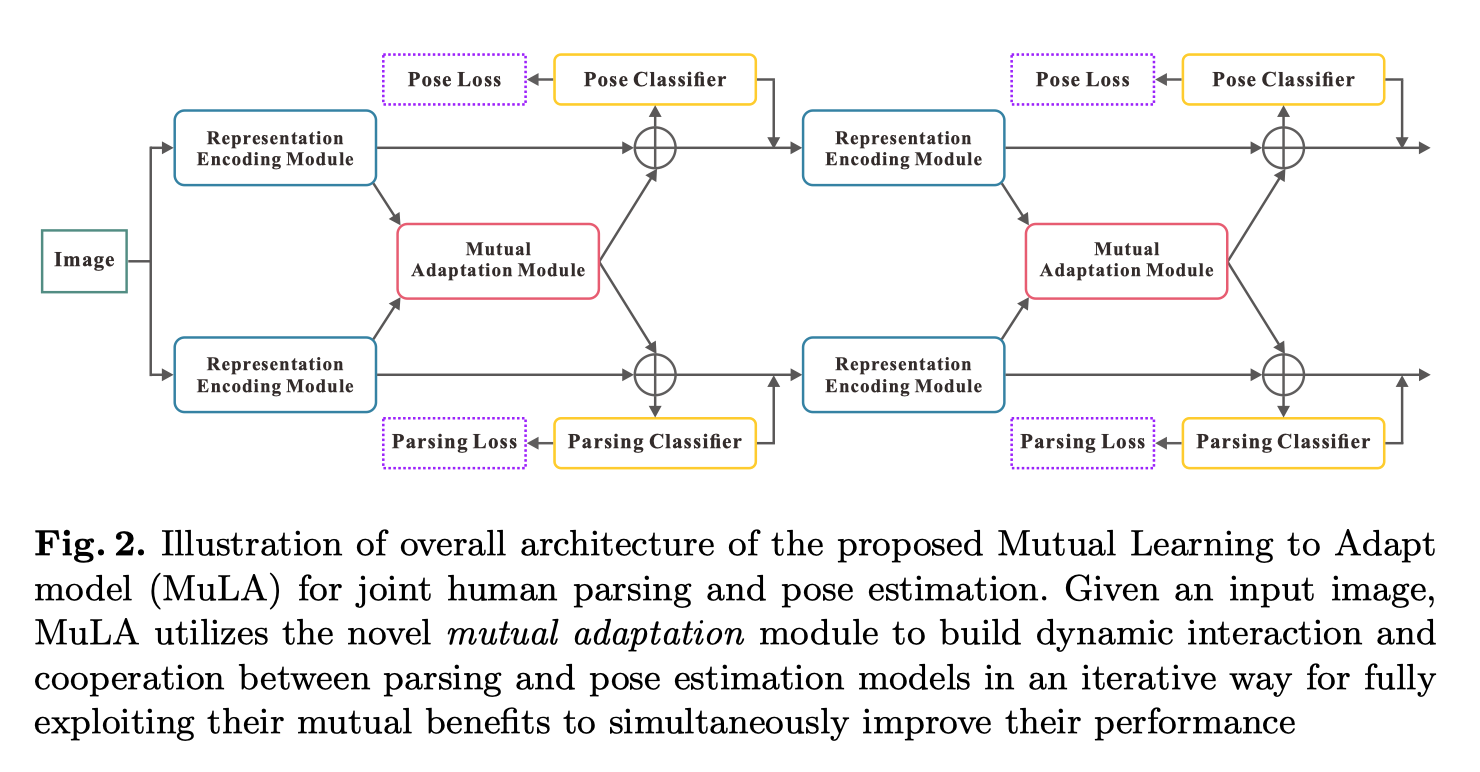 Pose Loss
Pose Classifier
Pose Loss
Pose Classifier
Representation
Encoding Module
Representation
Encoding Module
Image
Mutual
Adaptation Module
Mutual
Adaptation Module
Representation
Encoding Module
Representation
Encoding Module
Parsing Loss
Parsing Classifier
Parsing Loss
Parsing Classifier
Fig. 2. Illustration of overall architecture of the proposed Mutual Learning to Adapt
model (MuLA) for joint human parsing and pose estimation. Given an input image,
MuLA utilizes the novel mutual adaptation module to build dynamic interaction and
cooperation between parsing and pose estimation models in an iterative way for fully
exploiting their mutual benefits to simultaneously improve their performance